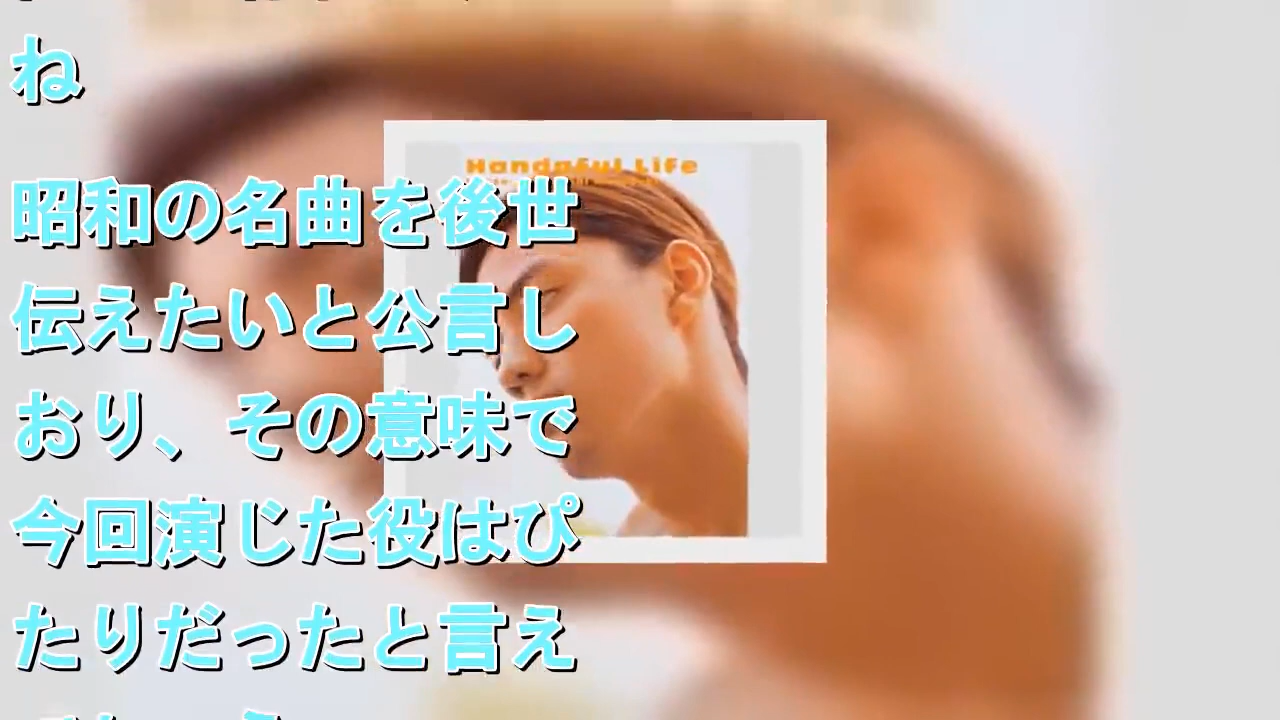 ね
Handpful Life
昭和の名曲を後世
伝えたいと公言し
おり、その意味で
今回演じた役はぴ
たりだったと言え